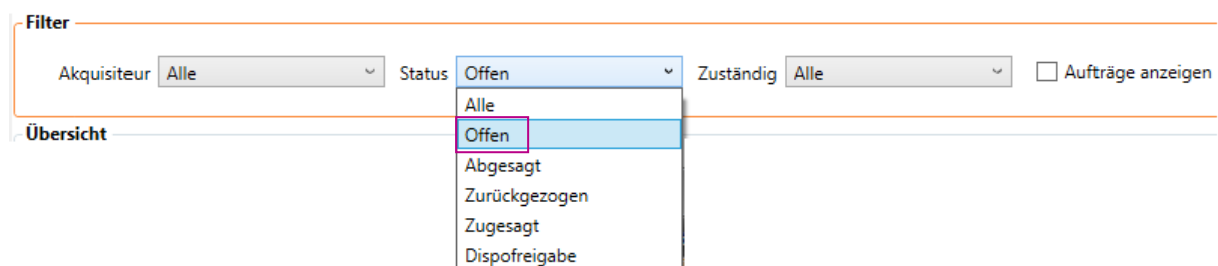 Filter
Akquisiteur Alle Status Offen Zuständig Alle Aufträge anzeigen
Alle
Übersicht Offen
Abgesagt
Zurückgezogen
Zugesagt
Dispofreigabe